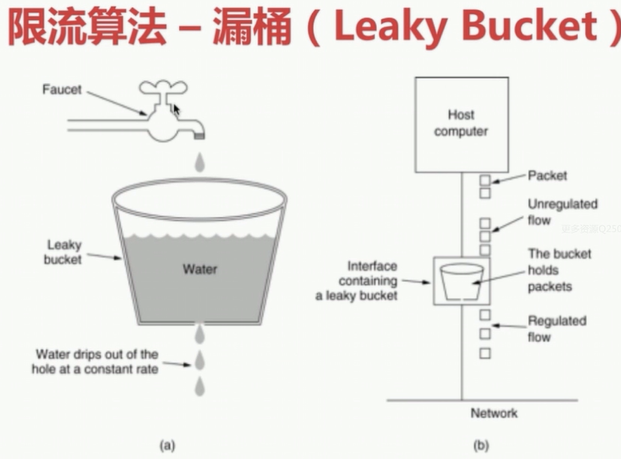 限流算法 – 漏桶 ( Leaky Bucket )
Faucet
Leaky
bucket
Water
Water drips out of the
hole at a constant rate
(a)
Host
computer
Packet
Unregulated
flow
Interface
containing
a leaky bucket
The bucket
holds
packets
Regulated
flow
Network
(b)